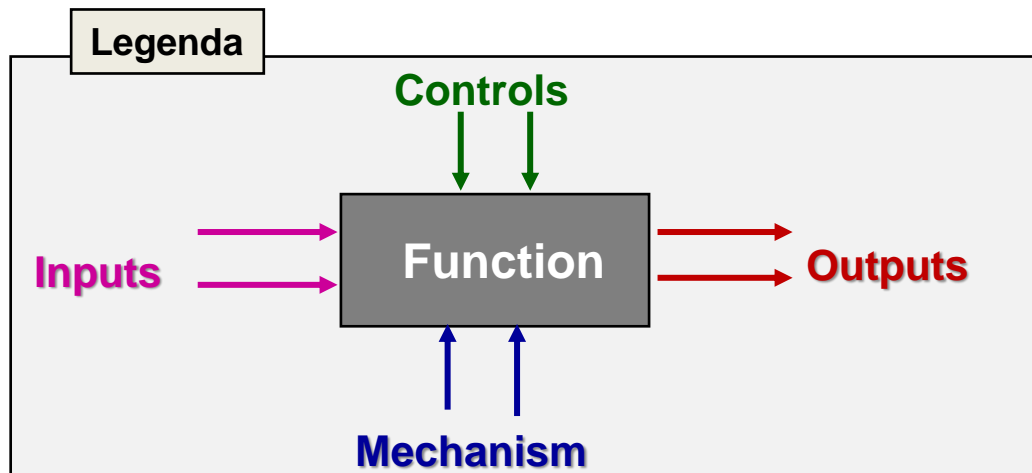 Legenda
Controls
Inputs
Function
Outputs
Mechanism